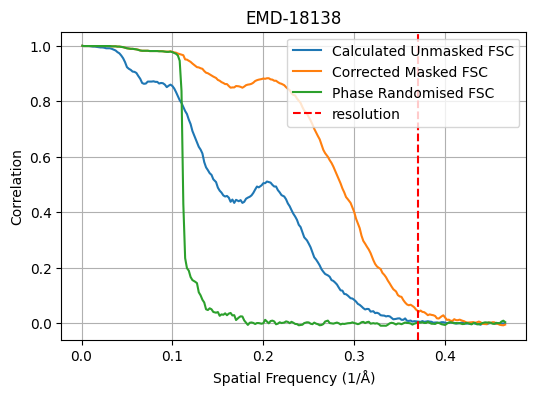 EMD-18138
Calculated Unmasked FSC
Corrected Masked FSC
Phase Randomised FSC
resolution
Correlation
1.0
0.8
0.6
0.4
0.2
0.0
0.0 0.1 0.2 0.3 0.4
Spatial Frequency (1/Å)